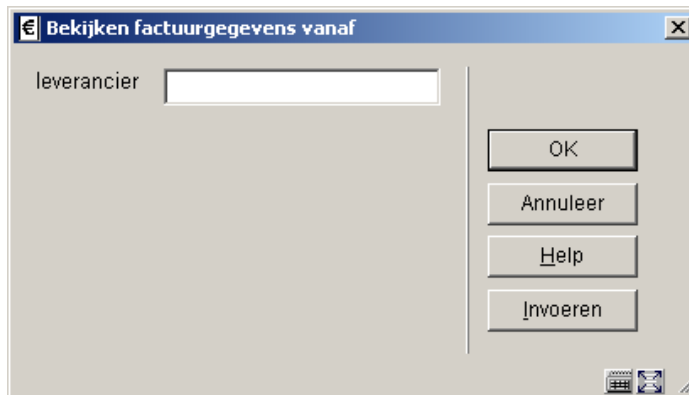 € Bekijken factuurgegevens vanaf
leverancier
OK
Annuleer
Help
Invoeren